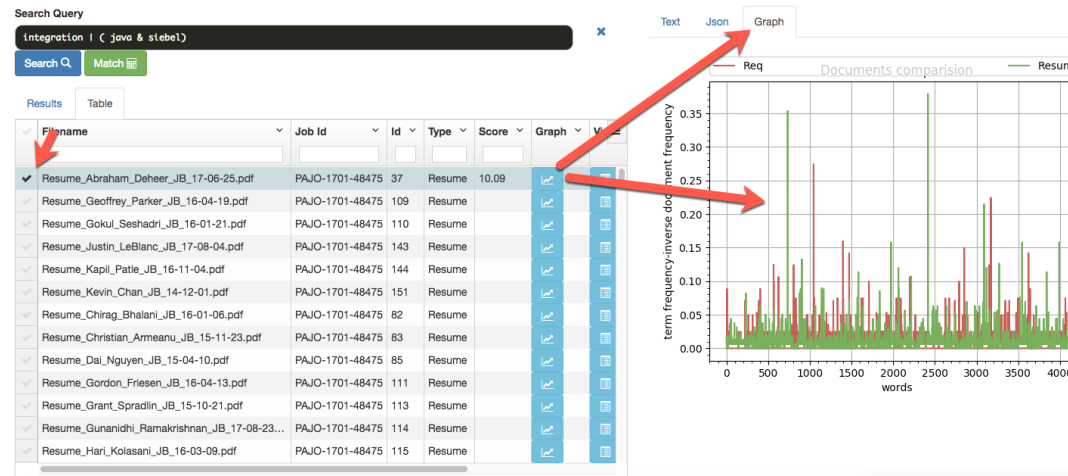 Search Query
integration | ( java & siebel)
Search
Match
Results Table
Filename Job Id Id Type Score Graph
Resume_Abraham_Deheer_JB_17-06-25.pdf PAJO-1701-48475 37 Resume 10.09
Resume_Geoffrey_Parker_JB_16-04-19.pdf PAJO-1701-48475 109 Resume
Resume_Gokul_Seshadri_JB_16-01-21.pdf PAJO-1701-48475 110 Resume
Resume_Justin_LeBlanc_JB_17-08-04.pdf PAJO-1701-48475 143 Resume
Resume_Kapil_Patle_JB_16-11-04.pdf PAJO-1701-48475 144 Resume
Resume_Kevin_Chan_JB_14-12-01.pdf PAJO-1701-48475 151 Resume
Resume_Chirag_Bhalani_JB_16-01-06.pdf PAJO-1701-48475 82 Resume
Resume_Christian_Armeanu_JB_15-11-23.pdf PAJO-1701-48475 83 Resume
Resume_Dai_Nguyen_JB_15-04-10.pdf PAJO-1701-48475 85 Resume
Resume_Gordon_Friesen_JB_16-04-13.pdf PAJO-1701-48475 111 Resume
Resume_Grant_Spradlin_JB_15-10-21.pdf PAJO-1701-48475 113 Resume
Resume_Gunanidhi_Ramakrishnan_JB_17-08-23... PAJO-1701-48475 114 Resume
Resume_Hari_Kolasani_JB_16-03-09.pdf PAJO-1701-48475 115 Resume
Text Json Graph
Req
Documents comparision
Resum
term frequency-inverse document frequency
0.35
0.30
0.25
0.20
0.15
0.10
0.05
0.00
0 500 1000 1500 2000 2500 3000 3500 400
words